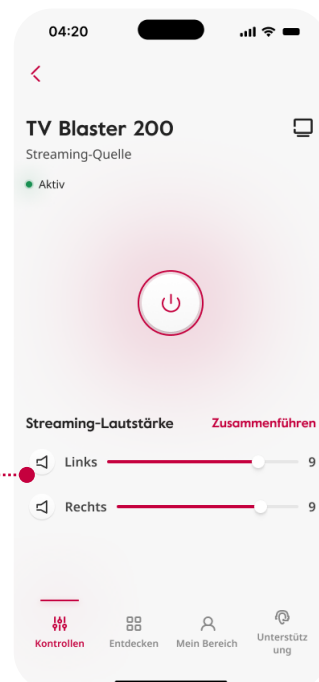 04:20
TV Blaster 200
Streaming-Quelle
Aktiv
Streaming-Lautstärke Zusammenführen
Links 9
Rechts 9
Kontrollen Entdecken Mein Bereich Unterstütz
ung